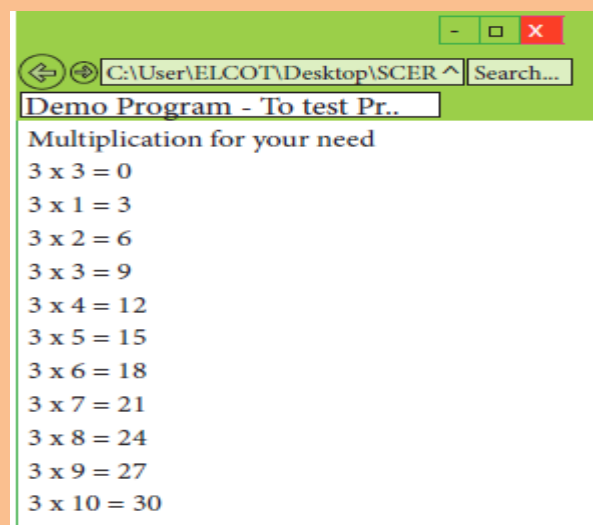 - □ X
C:\User\ELCOT\Desktop\SCER ^ Search...
Demo Program - To test Pr..
Multiplication for your need
3 x 3 = 0
3 x 1 = 3
3 x 2 = 6
3 x 3 = 9
3 x 4 = 12
3 x 5 = 15
3 x 6 = 18
3 x 7 = 21
3 x 8 = 24
3 x 9 = 27
3 x 10 = 30